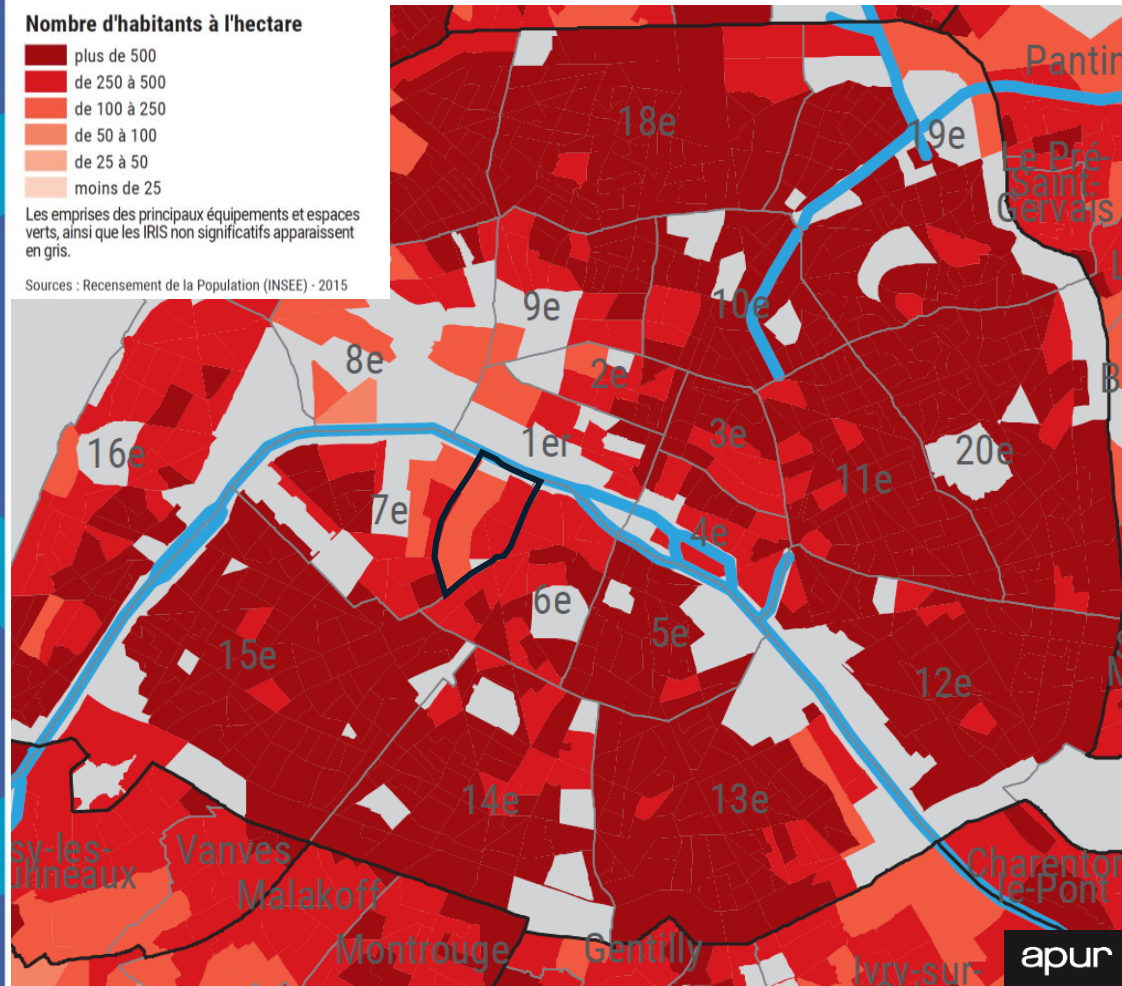 Nombre d'habitants à l'hectare
plus de 500
de 250 à 500
de 100 à 250
de 50 à 100
de 25 à 50
moins de 25
Les emprises des principaux équipements et espaces
verts, ainsi que les IRIS non significatifs apparaissent
en gris.
Sources : Recensement de la Population (INSEE) - 2015
Pantin
18e
19e
Le Pré-
Saint-
Gervais
L
9e
10e
8e
2e
B
16e
1er
3e
20e
11e
7e
4e
6e
5e
15e
12e
14e
13e
sy-les-
Vanves
Malakoff
Charenton-
le-Pont
Montrouge
Gentilly
Ivry-sur-
apur